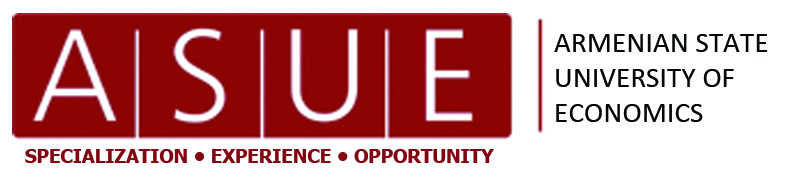 ASUE
SPECIALIZATION • EXPERIENCE • OPPORTUNITY
ARMENIAN STATE
UNIVERSITY OF
ECONOMICS